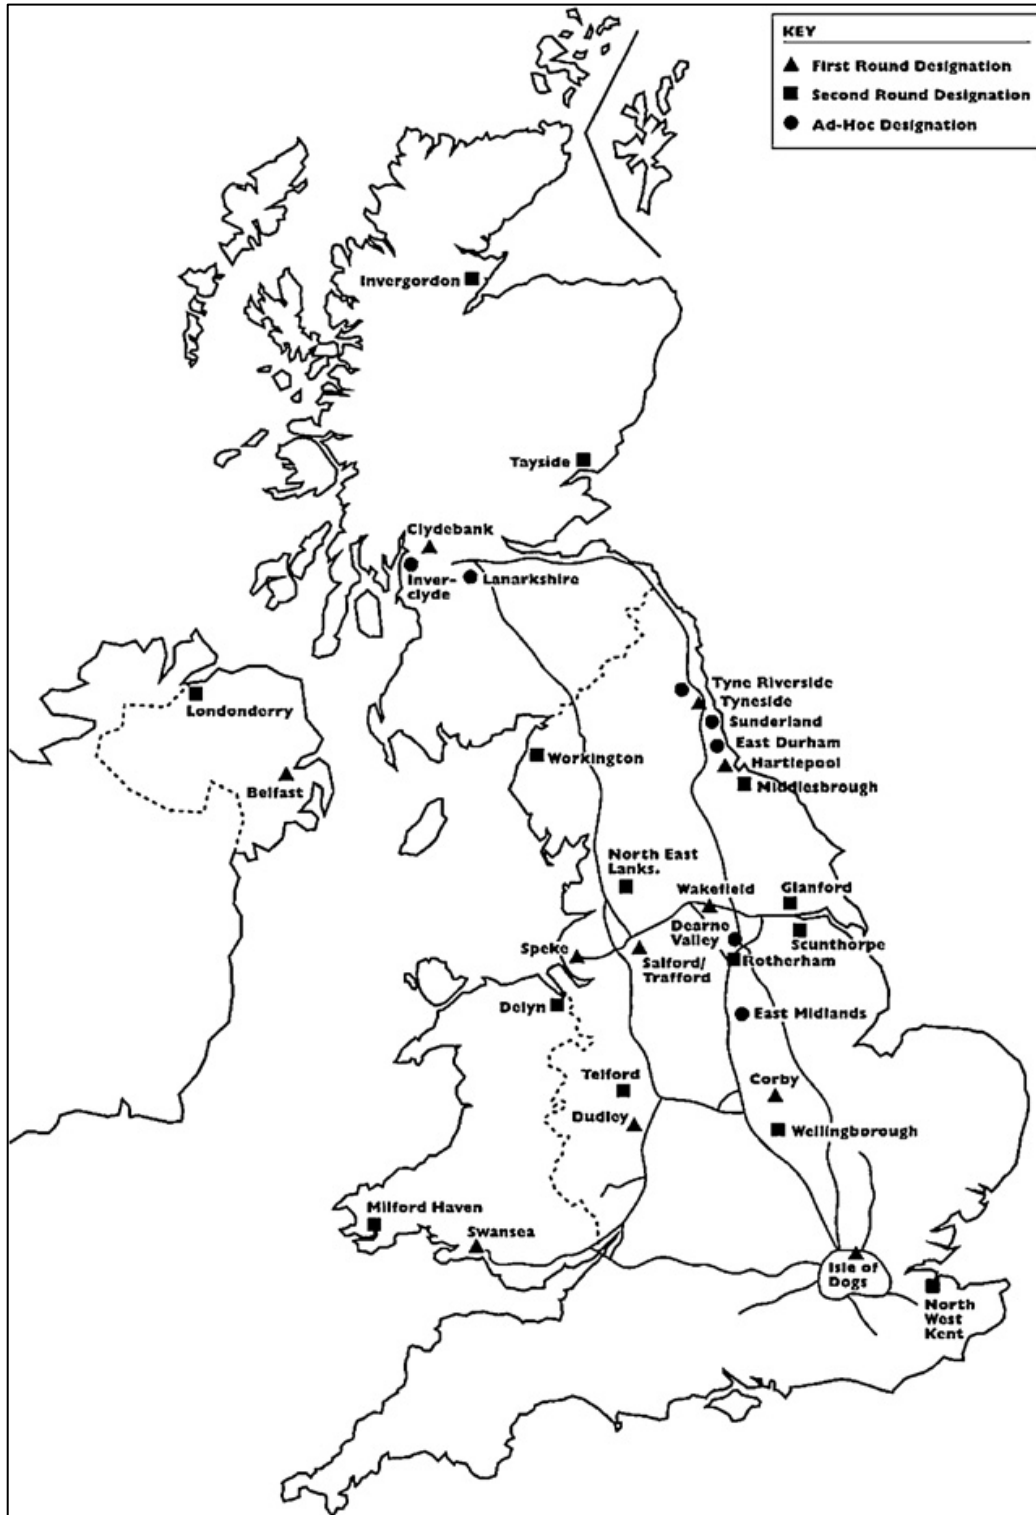 KEY
First Round Designation
Second Round Designation
Ad-Hoc Designation
Invergordon
Tayside
Clydebank
Inver-
clyde
Lanarkshire
Londonderry
Belfast
Tyne Riverside
Tyneside
Sunderland
East Durham
Hartlepool
Middlesbrough
Workington
North East
Lanks.
Wakefield
Glanford
Dearne
Valley
Scunthorpe
Speke
Salford/
Trafford
Rotherham
Delyn
East Midlands
Telford
Corby
Dudley
Wellingborough
Milford Haven
Swansea
Isle of
Dogs
North
West
Kent